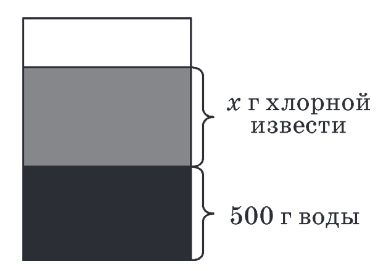 x г хлорной
извести
500 г воды